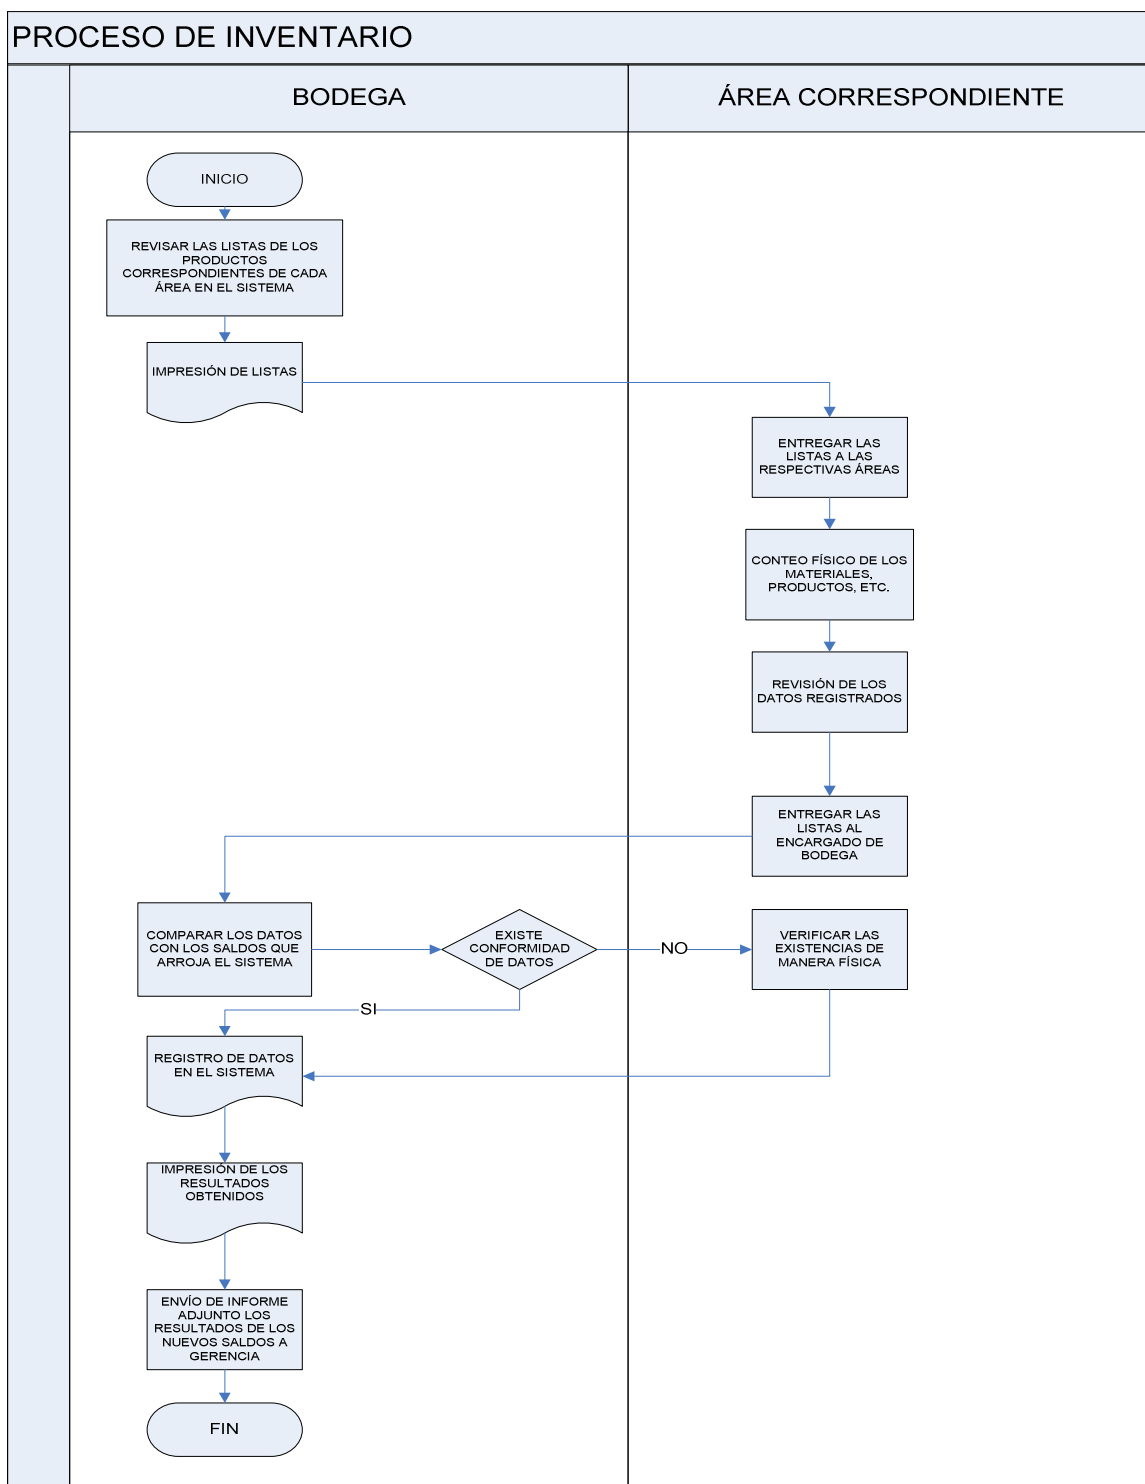 PROCESO DE INVENTARIO
BODEGA
ÁREA CORRESPONDIENTE
INICIO
REVISAR LAS LISTAS DE LOS
PRODUCTOS
CORRESPONDIENTES DE CADA
ÁREA EN EL SISTEMA
IMPRESIÓN DE LISTAS
ENTREGAR LAS
LISTAS A LAS
RESPECTIVAS ÁREAS
CONTEO FÍSICO DE LOS
MATERIALES,
PRODUCTOS, ETC.
REVISIÓN DE LOS
DATOS REGISTRADOS
ENTREGAR LAS
LISTAS AL
ENCARGADO DE
BODEGA
COMPARAR LOS DATOS
CON LOS SALDOS QUE
ARROJA EL SISTEMA
EXISTE
CONFORMIDAD
DE DATOS
NO
VERIFICAR LAS
EXISTENCIAS DE
MANERA FÍSICA
SI
REGISTRO DE DATOS
EN EL SISTEMA
IMPRESIÓN DE LOS
RESULTADOS
OBTENIDOS
ENVÍO DE INFORME
ADJUNTO LOS
RESULTADOS DE LOS
NUEVOS SALDOS A
GERENCIA
FIN